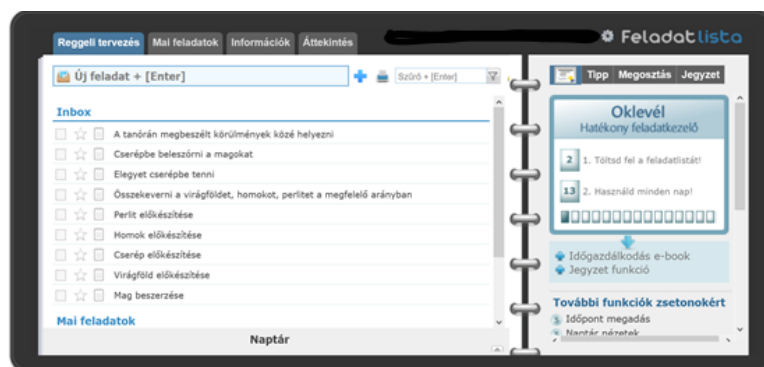 Reggeli tervezés Mai feladatok Információk Áttekintés
Feladatlista
Új feladat + [Enter]
Szűrő + [Enter]
Inbox
A tanórán megbeszélt körülmények közé helyezni
Cserépbe beleszórni a magokat
Elegyet cserépbe tenni
Összekeverni a virágföldet, homokot, perlitet a megfelelő arányban
Perlit előkészítése
Homok előkészítése
Cserép előkészítése
Virágföld előkészítése
Mag beszerzése
Mai feladatok
Naptár
Tipp Megosztás Jegyzet
Oklevél
Hatékony feladatkezelő
2 1. Töltsd fel a feladatlistát!
13 2. Használd minden nap!
Időgazdálkodás e-book
Jegyzet funkció
További funkciók zsetonokért
Időpont megadás
Naptár nézetek